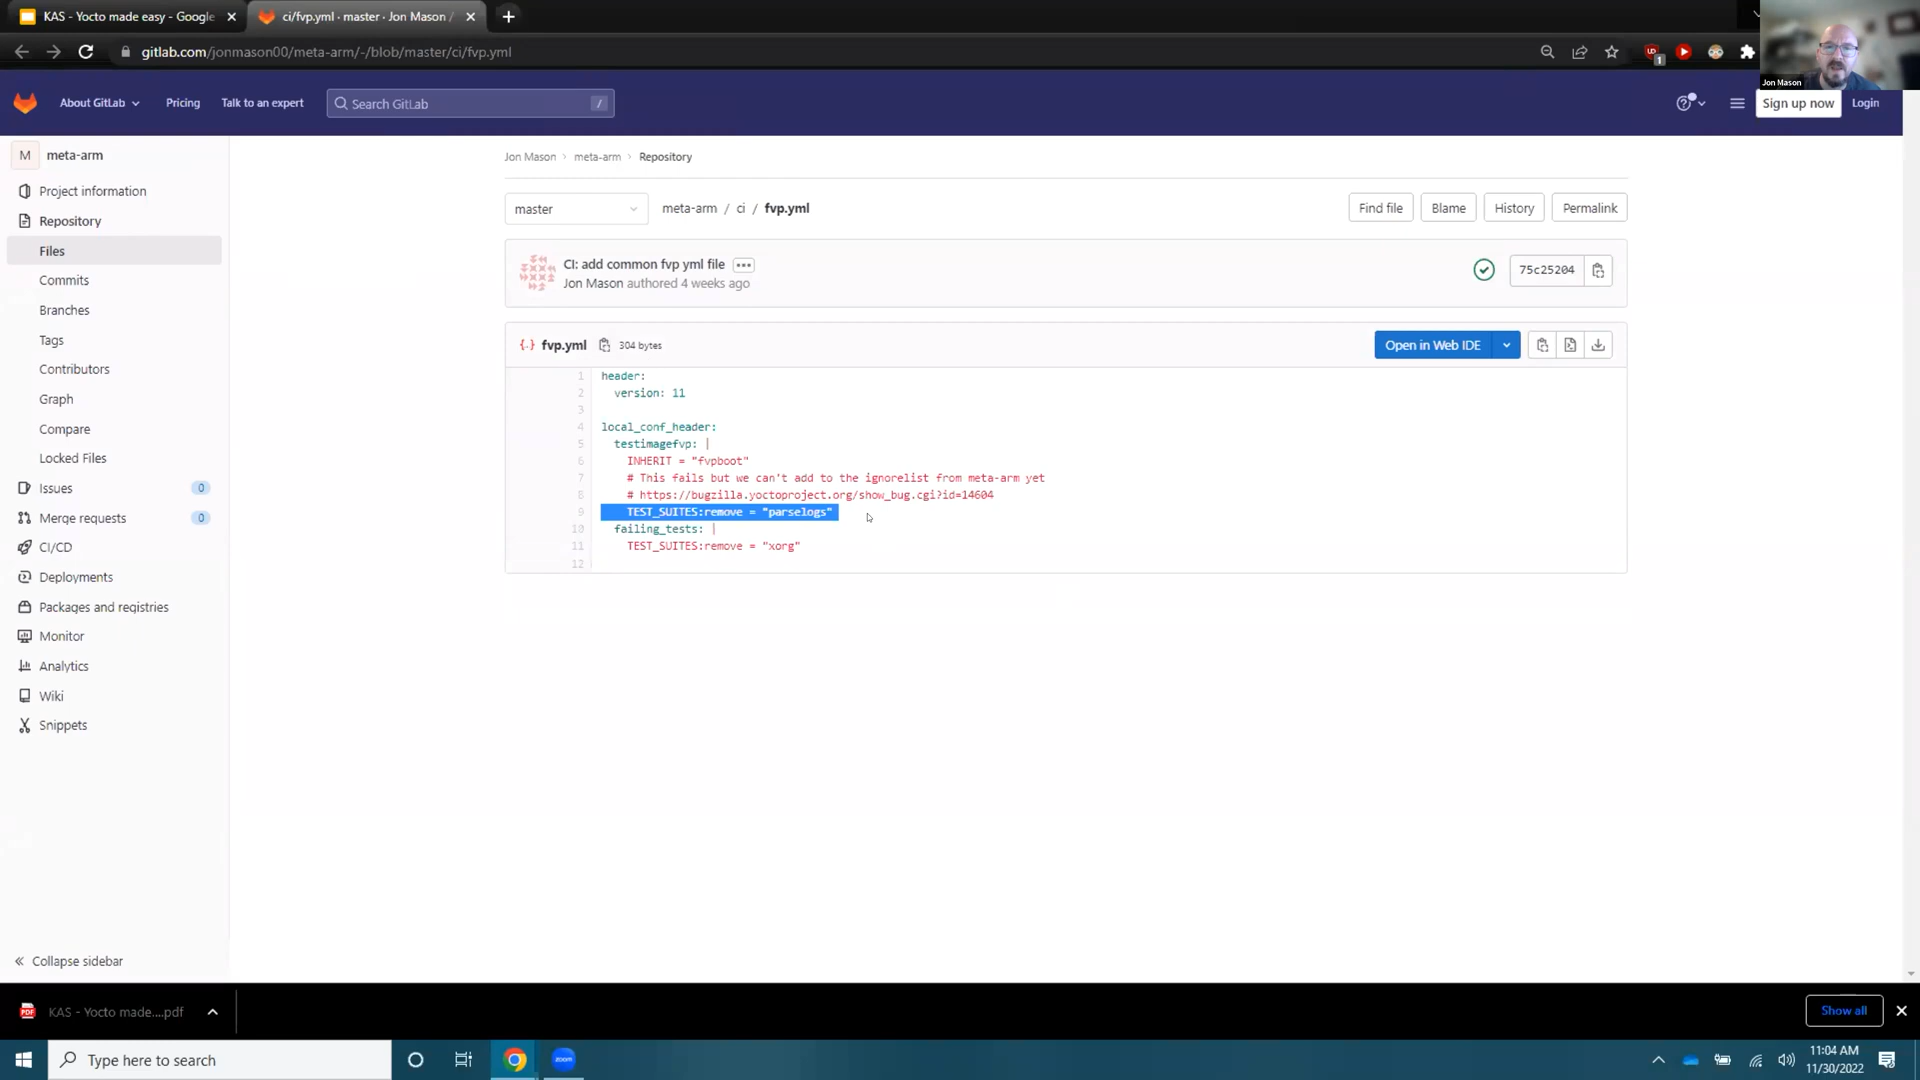 KAS - Yocto made easy - Google
ci/fvp.yml · master · Jon Mason /
gitlab.com/jonmason00/meta-arm/-/blob/master/ci/fvp.yml
1
Jon Mason
About GitLab
Pricing
Talk to an expert
Search GitLab
/
Sign up now
Login
M
meta-arm
Project information
Repository
Files
Commits
Branches
Tags
Contributors
Graph
Compare
Locked Files
Issues
0
Merge requests
0
CI/CD
Deployments
Packages and registries
Monitor
Analytics
Wiki
Snippets
Collapse sidebar
Jon Mason > meta-arm > Repository
master
meta-arm / ci / fvp.yml
Find file
Blame
History
Permalink
CI: add common fvp yml file
Jon Mason authored 4 weeks ago
75c25204
fvp.yml
304 bytes
Open in Web IDE
1 header:
2 version: 11
3
4 local_conf_header:
5 testimagefvp: |
6 INHERIT = "fvpboot"
7 # This fails but we can't add to the ignorelist from meta-arm yet
8 # https://bugzilla.yoctoproject.org/show_bug.cgi?id=14604
9 TEST_SUITES:remove = "parselogs"
10 failing_tests: |
11 TEST_SUITES:remove = "xorg"
12
KAS - Yocto made....pdf
Show all
Type here to search
zoom
11:04 AM
11/30/2022